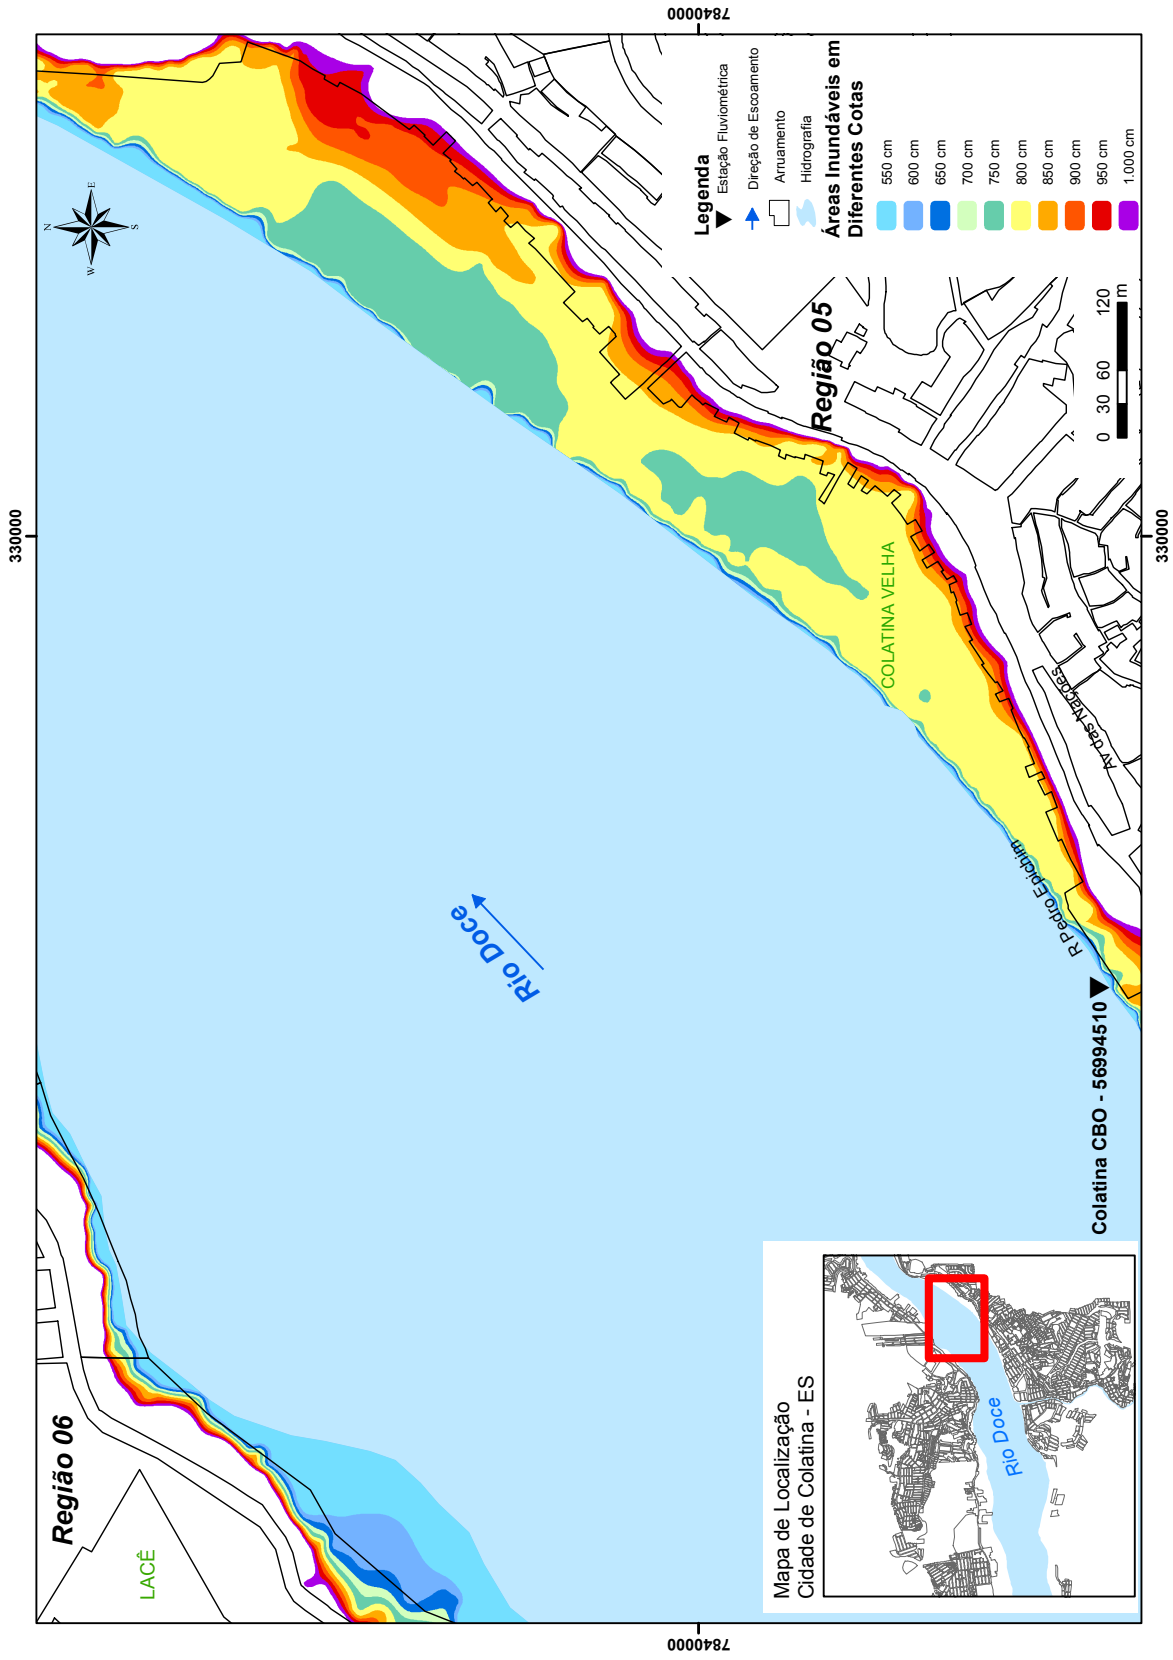 330000
7840000
N
E
S
W
Região 06
LACÊ
Rio Doce
COLATINA VELHA
Região 05
R Pedro Epichim
Av das Nações
Colatina CBO - 56994510
Legenda
Estação Fluviométrica
Direção de Escoamento
Arruamento
Hidrografia
Áreas Inundáveis em
Diferentes Cotas
550 cm
600 cm
650 cm
700 cm
750 cm
800 cm
850 cm
900 cm
950 cm
1.000 cm
0 30 60 120
m
Mapa de Localização
Cidade de Colatina - ES
Rio Doce
7840000
330000